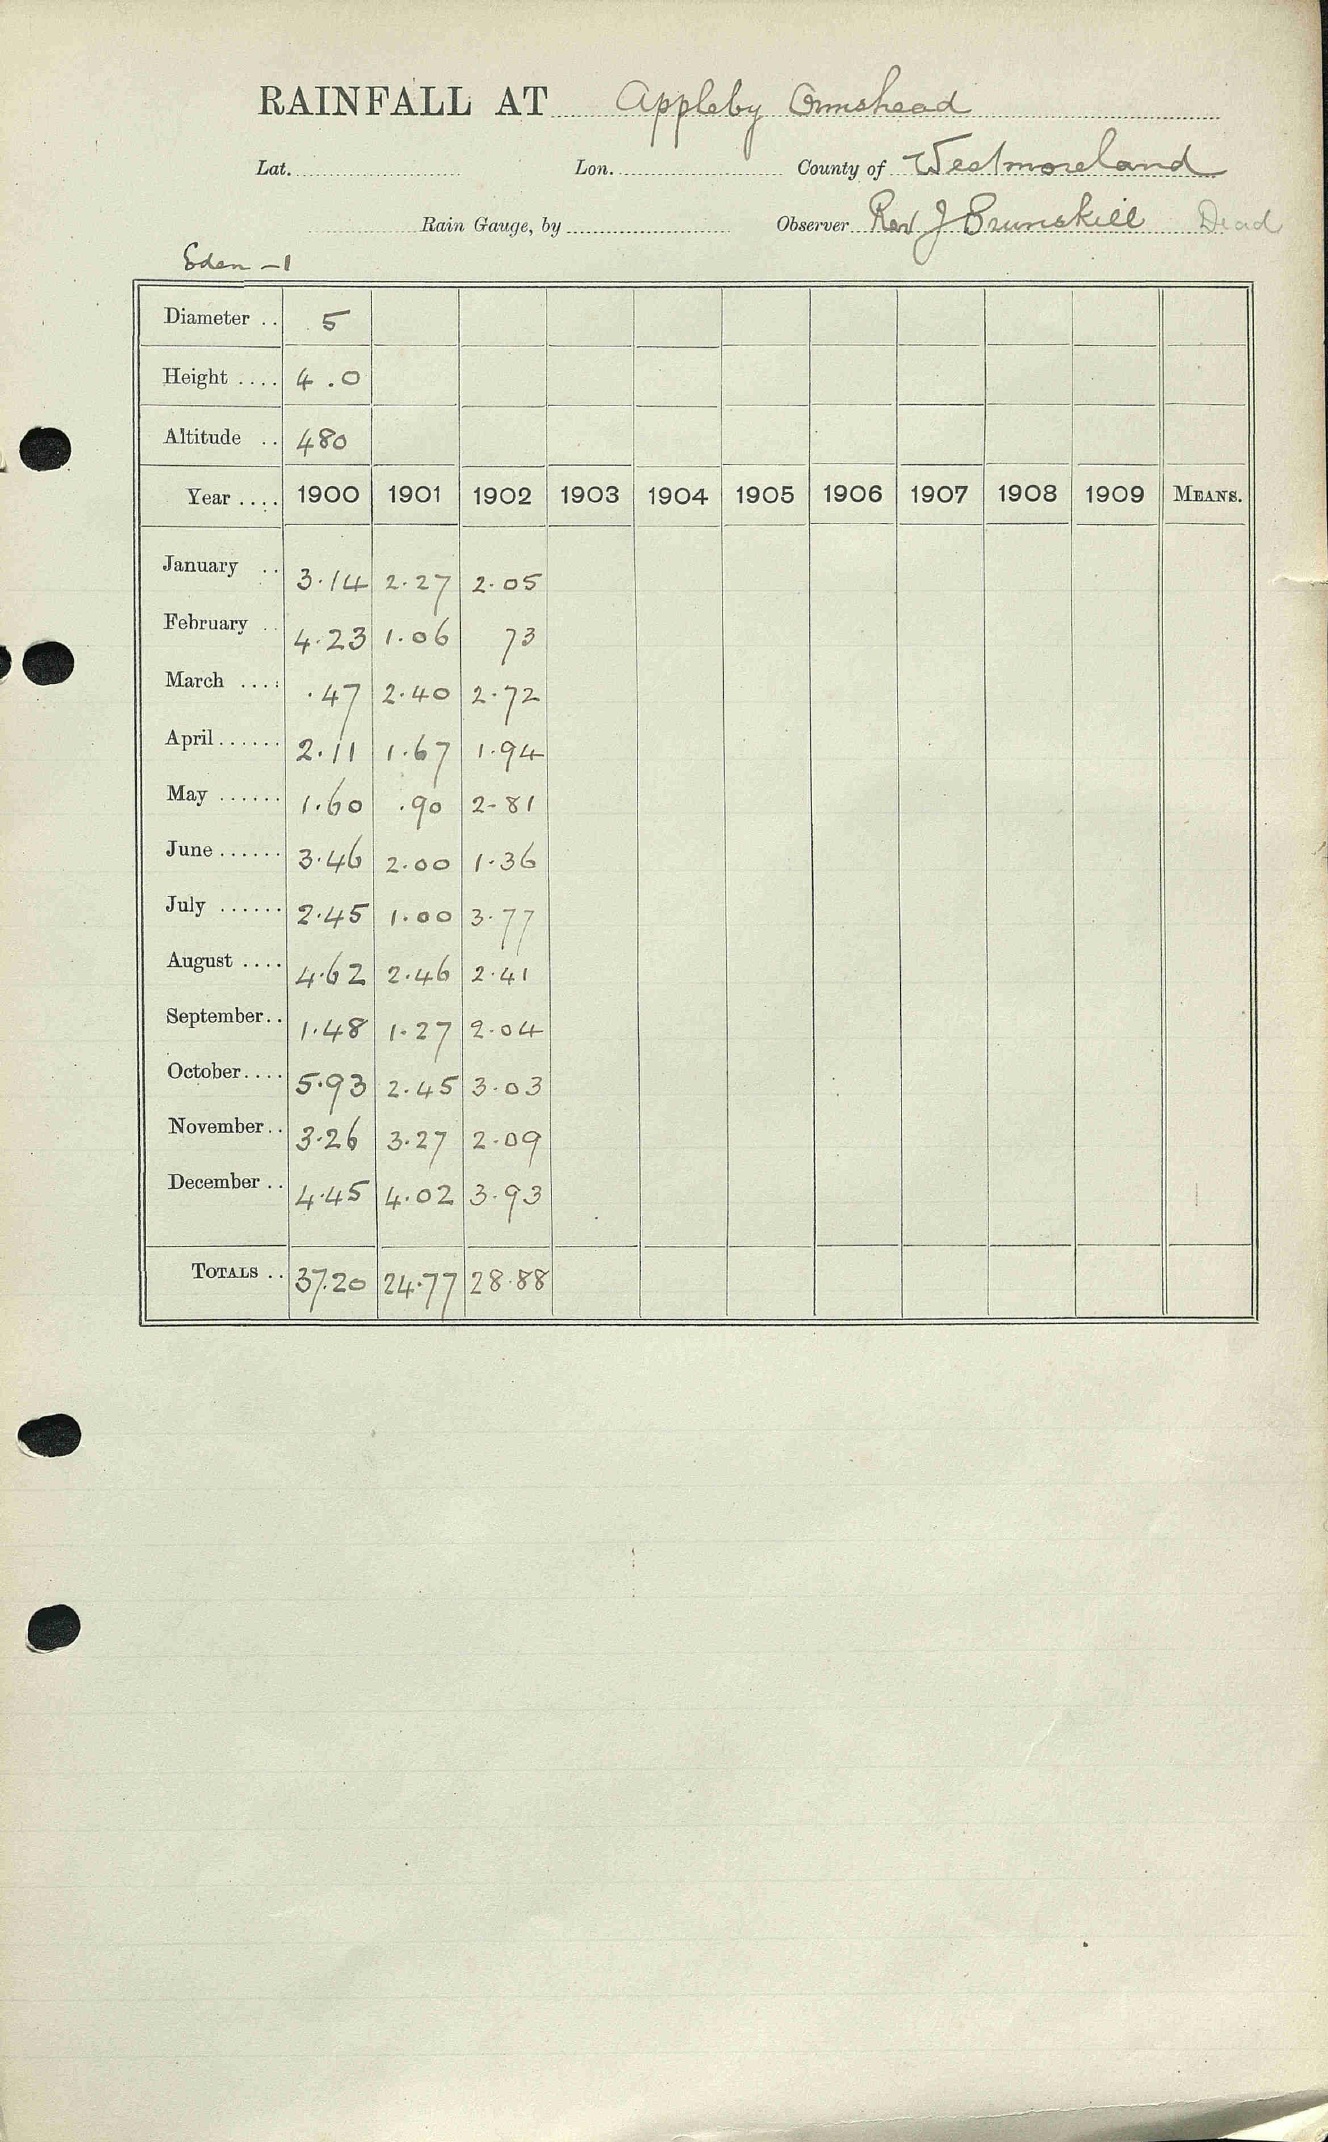 RAINFALL AT Appleby Ormshead
Lat. Lon. County of Westmoreland
Rain Gauge, by Observer Rev J Brunskill Dead
Eden - 1
Diameter .. 5
Height .... 4.0
Altitude .. 480
Year .... 1900 1901 1902 1903 1904 1905 1906 1907 1908 1909 MEANS.
January .. 3.14 2.27 2.05
February .. 4.23 1.06 73
March .... .47 2.40 2.72
April ...... 2.11 1.67 1.94
May ...... 1.60 .90 2-81
June ...... 3.46 2.00 1.36
July ...... 2.45 1.00 3.77
August .... 4.62 2.46 2.41
September.. 1.48 1.27 2.04
October.... 5.93 2.45 3.03
November.. 3.26 3.27 2.09
December .. 4.45 4.02 3.93
TOTALS .. 37.20 24.77 28.88